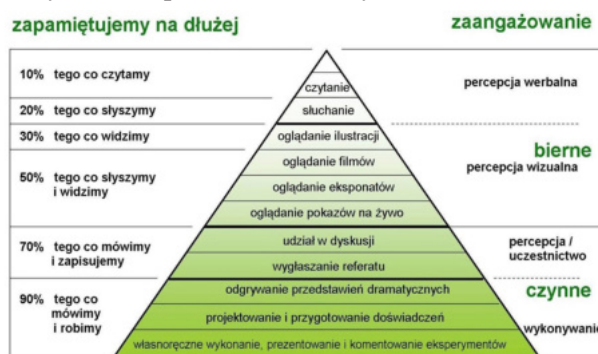 zapamiętujemy na dłużej
zaangażowanie
10% tego co czytamy
czytanie
percepcja werbalna
20% tego co słyszymy
słuchanie
30% tego co widzimy
oglądanie ilustracji
bierne
percepcja wizualna
oglądanie filmów
50% tego co słyszymy
i widzimy
oglądanie eksponatów
oglądanie pokazów na żywo
70% tego co mówimy
i zapisujemy
udział w dyskusji
percepcja /
uczestnictwo
wygłaszanie referatu
90% tego co
mówimy
i robimy
odgrywanie przedstawień dramatycznych
czynne
projektowanie i przygotowanie doświadczeń
wykonywanie
własnoręczne wykonanie, prezentowanie i komentowanie eksperymentów